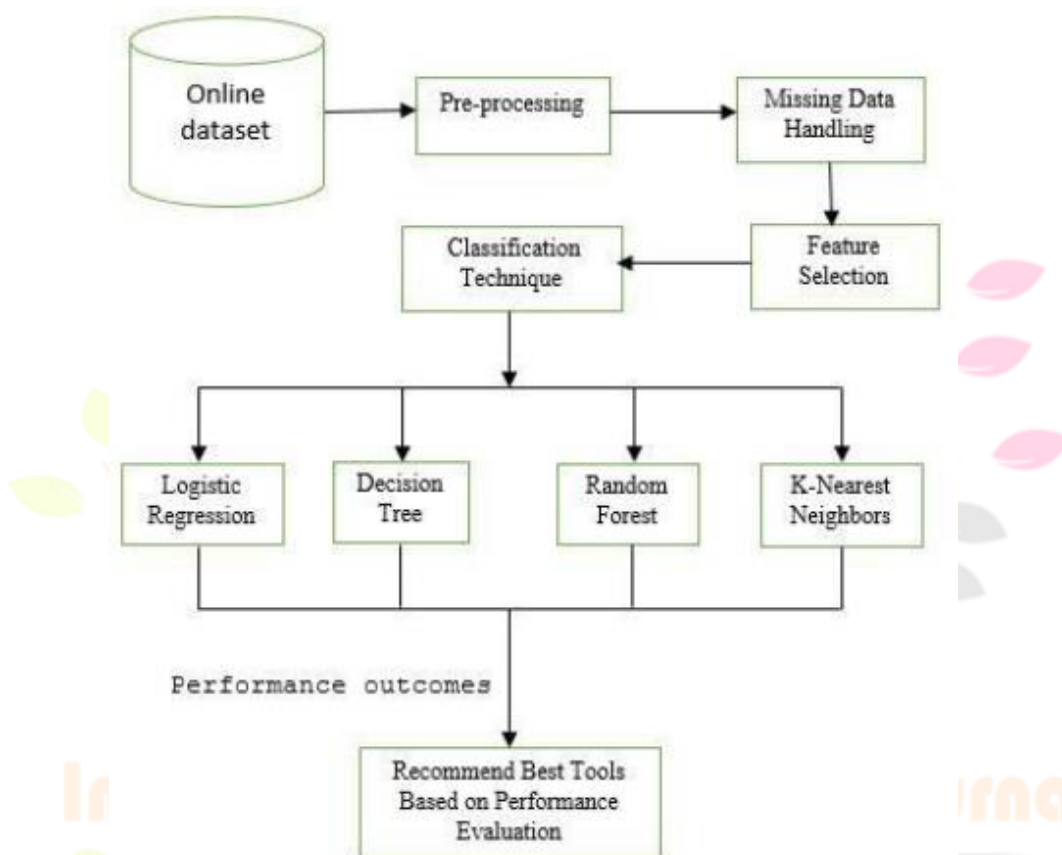 Online
dataset
Pre-processing
Missing Data
Handling
Classification
Technique
Feature
Selection
Logistic
Regression
Decision
Tree
Random
Forest
K-Nearest
Neighbors
Performance outcomes
Recommend Best Tools
Based on Performance
Evaluation